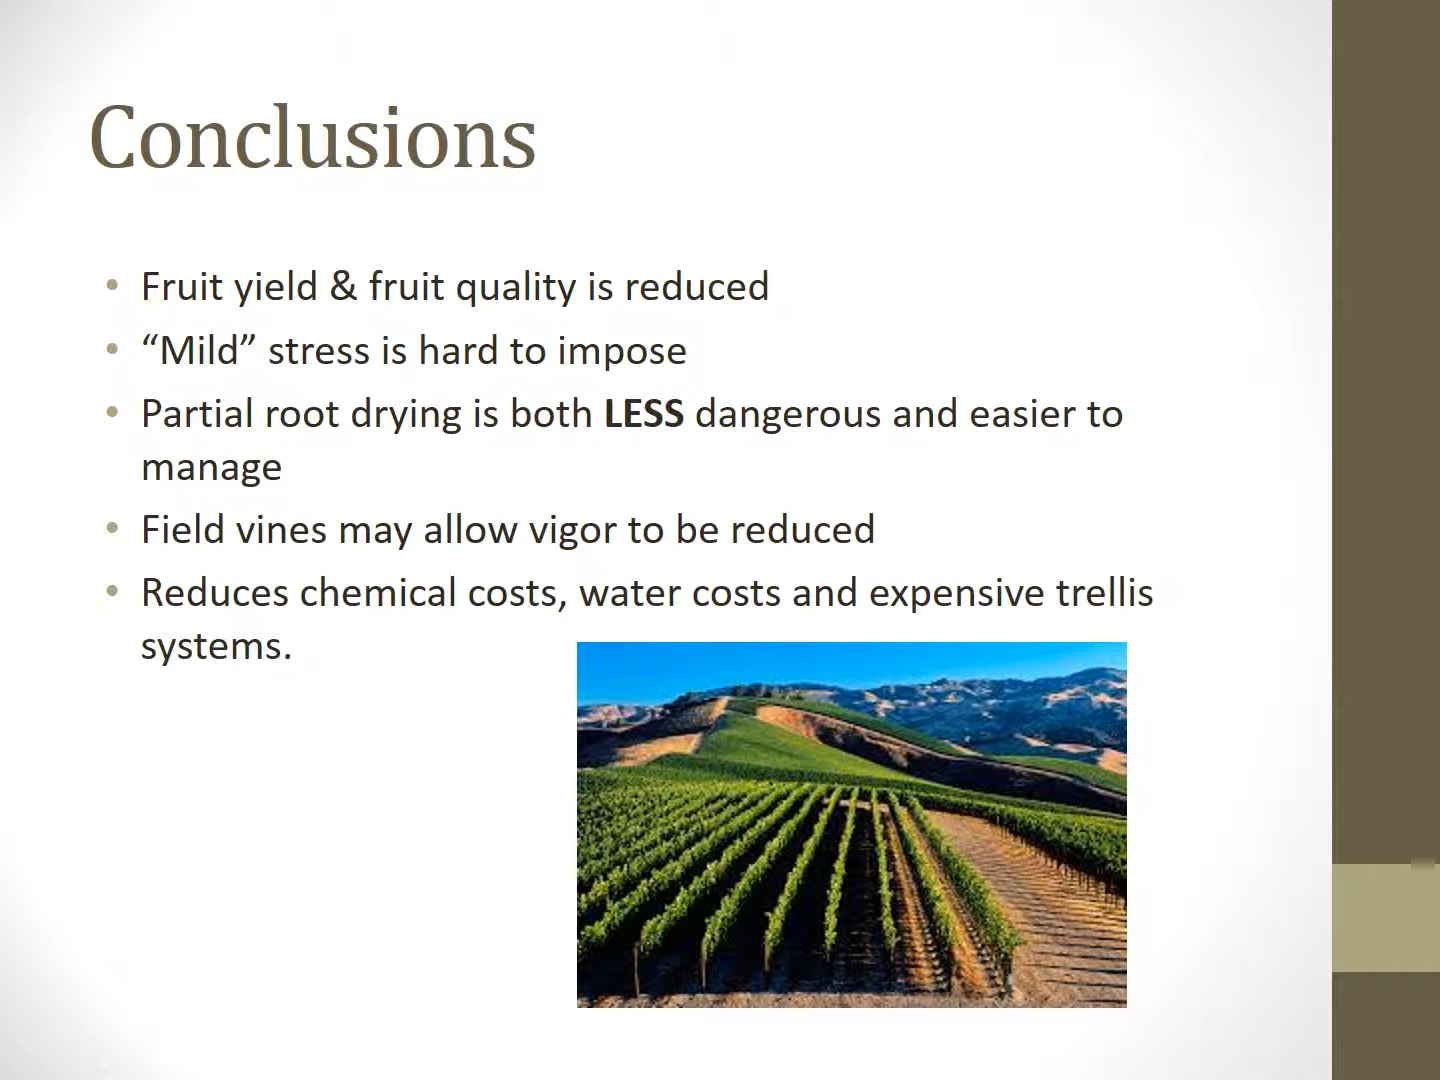 Conclusions
• Fruit yield & fruit quality is reduced
• “Mild” stress is hard to impose
• Partial root drying is both LESS dangerous and easier to
manage
• Field vines may allow vigor to be reduced
• Reduces chemical costs, water costs and expensive trellis
systems.